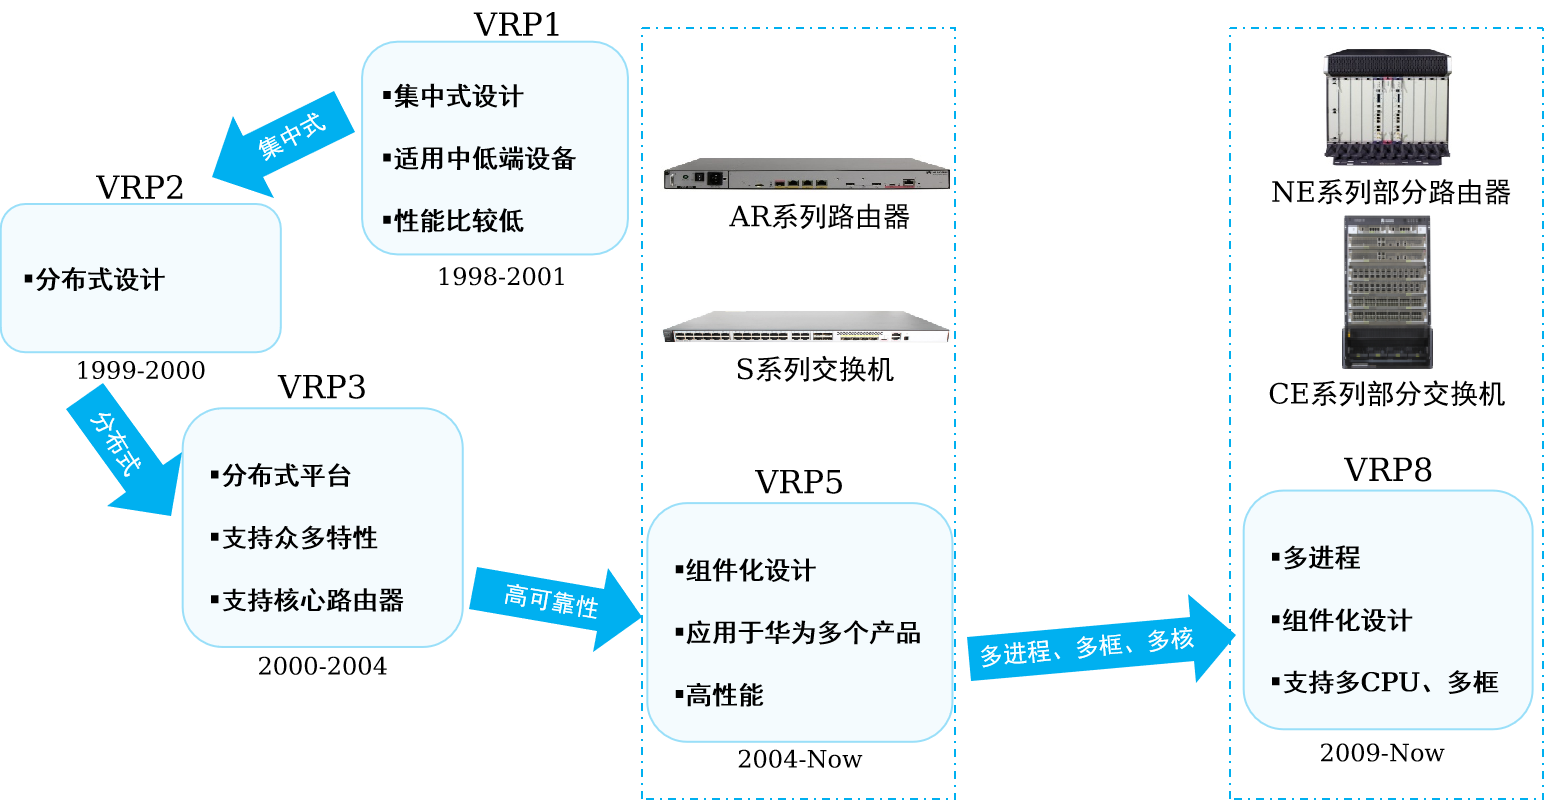 VRP1
▪集中式设计
▪适用中低端设备
▪性能比较低
1998-2001
集中式
VRP2
▪分布式设计
1999-2000
分布式
VRP3
▪分布式平台
▪支持众多特性
▪支持核心路由器
2000-2004
高可靠性
AR系列路由器
S系列交换机
VRP5
▪组件化设计
▪应用于华为多个产品
▪高性能
2004-Now
多进程、多框、多核
NE系列部分路由器
CE系列部分交换机
VRP8
▪多进程
▪组件化设计
▪支持多CPU、多框
2009-Now